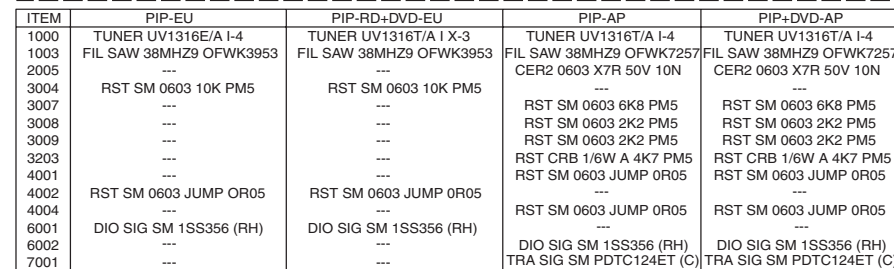 ITEM PIP-EU PIP-RD+DVD-EU PIP-AP PIP+DVD-AP
1000 TUNER UV1316E/A I-4 TUNER UV1316T/A I X-3 TUNER UV1316T/A I-4 TUNER UV1316T/A I-4
1003 FIL SAW 38MHZ9 OFWK3953 FIL SAW 38MHZ9 OFWK3953 FIL SAW 38MHZ9 OFWK7257 FIL SAW 38MHZ9 OFWK7257
2005 --- --- CER2 0603 X7R 50V 10N CER2 0603 X7R 50V 10N
3004 RST SM 0603 10K PM5 RST SM 0603 10K PM5 --- ---
3007 --- --- RST SM 0603 6K8 PM5 RST SM 0603 6K8 PM5
3008 --- --- RST SM 0603 2K2 PM5 RST SM 0603 2K2 PM5
3009 --- --- RST SM 0603 2K2 PM5 RST SM 0603 2K2 PM5
3203 --- --- RST CRB 1/6W A 4K7 PM5 RST CRB 1/6W A 4K7 PM5
4001 --- --- RST SM 0603 JUMP 0R05 RST SM 0603 JUMP 0R05
4002 RST SM 0603 JUMP OR05 RST SM 0603 JUMP 0R05 --- ---
4004 --- --- RST SM 0603 JUMP 0R05 RST SM 0603 JUMP 0R05
6001 DIO SIG SM 1SS356 (RH) DIO SIG SM 1SS356 (RH) --- ---
6002 --- --- DIO SIG SM 1SS356 (RH) DIO SIG SM 1SS356 (RH)
7001 --- --- TRA SIG SM PDTC124ET (C) TRA SIG SM PDTC124ET (C)